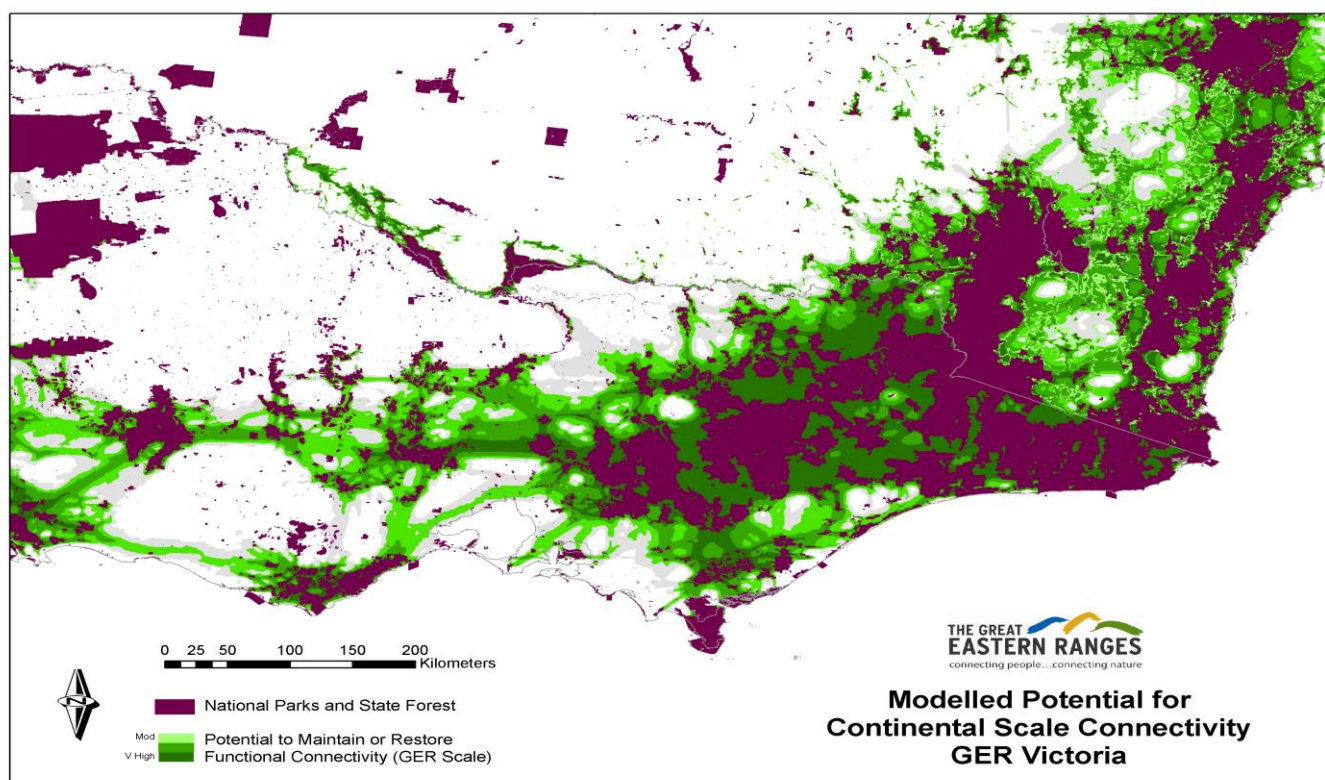 THE GREAT
EASTERN RANGES
connecting people...connecting nature
Modelled Potential for
Continental Scale Connectivity
GER Victoria
0 25 50 100 150 200
Kilometers
N
National Parks and State Forest
Mod
V High
Potential to Maintain or Restore
Functional Connectivity (GER Scale)